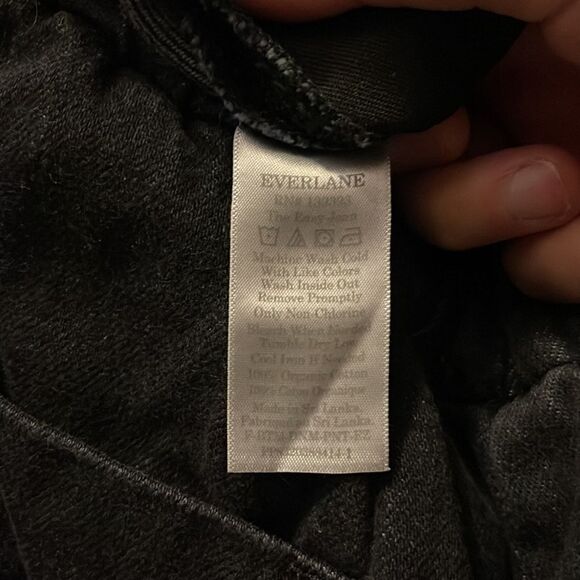 EVERLANE
RN# 139323
The Easy-Jean
Machine Wash Cold
With Like Colors
Wash Inside Out
Remove Promptly
Only Non-Chlorine
Bleach When Needed
Tumble Dry Low
Cool Iron If Needed
100% Organic Cotton
100% Coton Organique
Made in Sri Lanka.
Fabriqué au Sri Lanka.